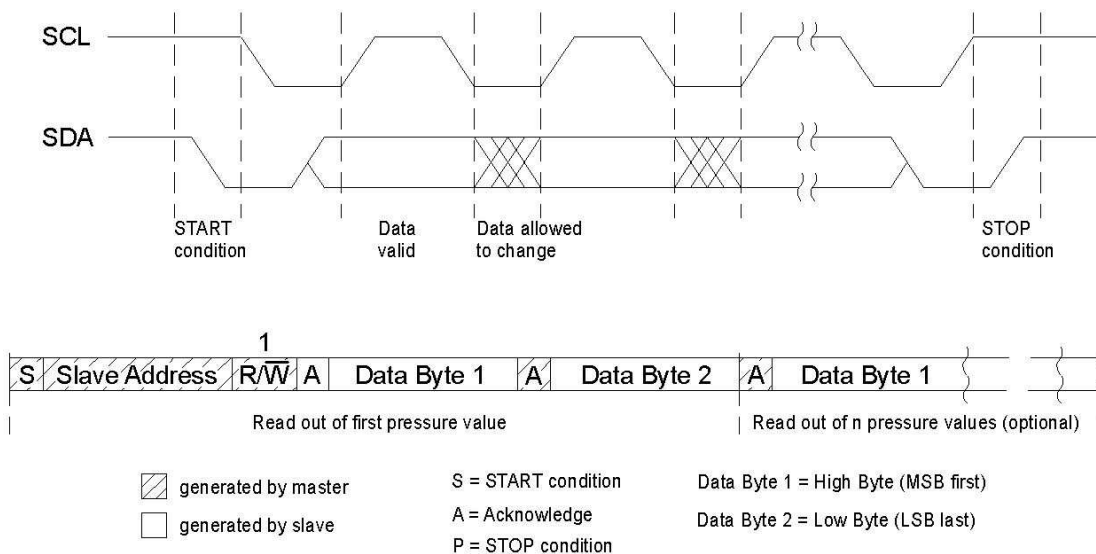 SCL
SDA
START
condition
Data
valid
Data allowed
to change
STOP
condition
1
S Slave Address R/W̅ A Data Byte 1 A Data Byte 2 A Data Byte 1
Read out of first pressure value
Read out of n pressure values (optional)
generated by master
generated by slave
S = START condition
A = Acknowledge
P = STOP condition
Data Byte 1 = High Byte (MSB first)
Data Byte 2 = Low Byte (LSB last)